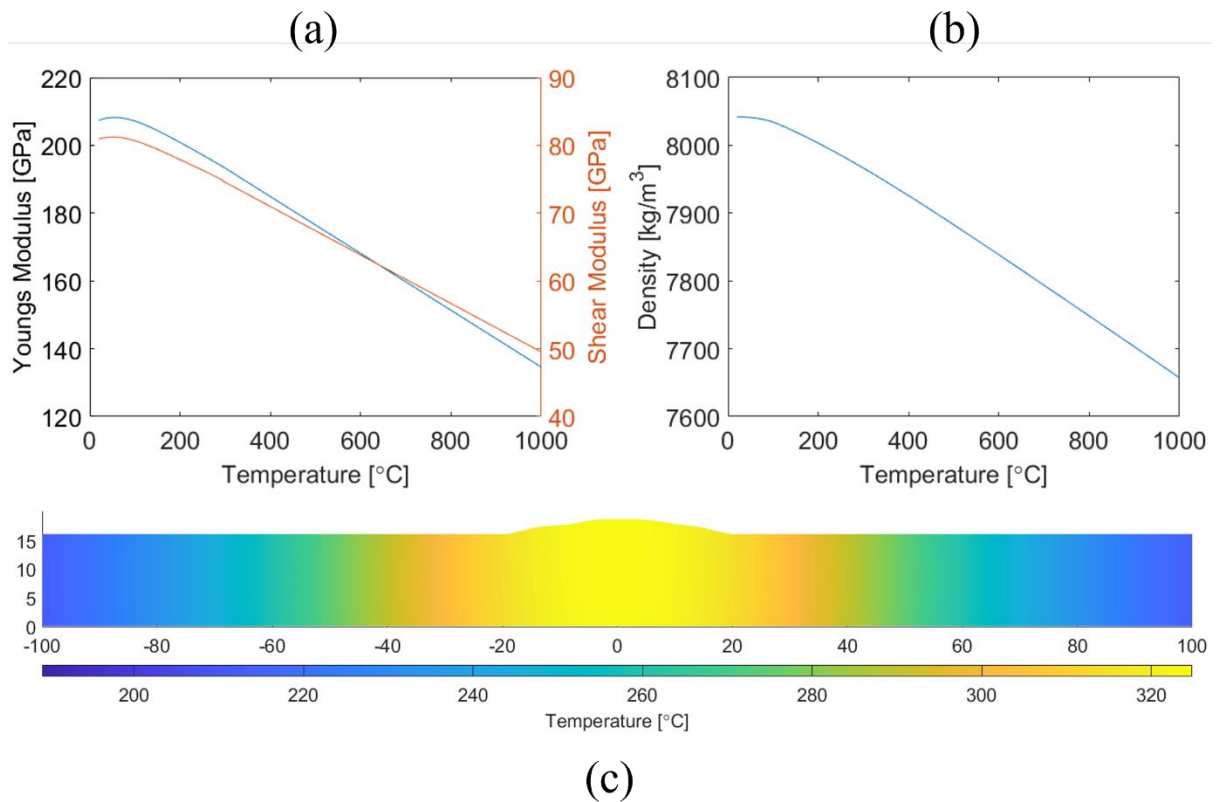 (a)
(b)
220
200
180
160
140
120
Youngs Modulus [GPa]
90
80
70
60
50
40
Shear Modulus [GPa]
0 200 400 600 800 1000
Temperature [°C]
8100
8000
7900
7800
7700
7600
Density [kg/m³]
0 200 400 600 800 1000
Temperature [°C]
15
10
5
0
-100 -80 -60 -40 -20 0 20 40 60 80 100
200 220 240 260 280 300 320
Temperature [°C]
(c)